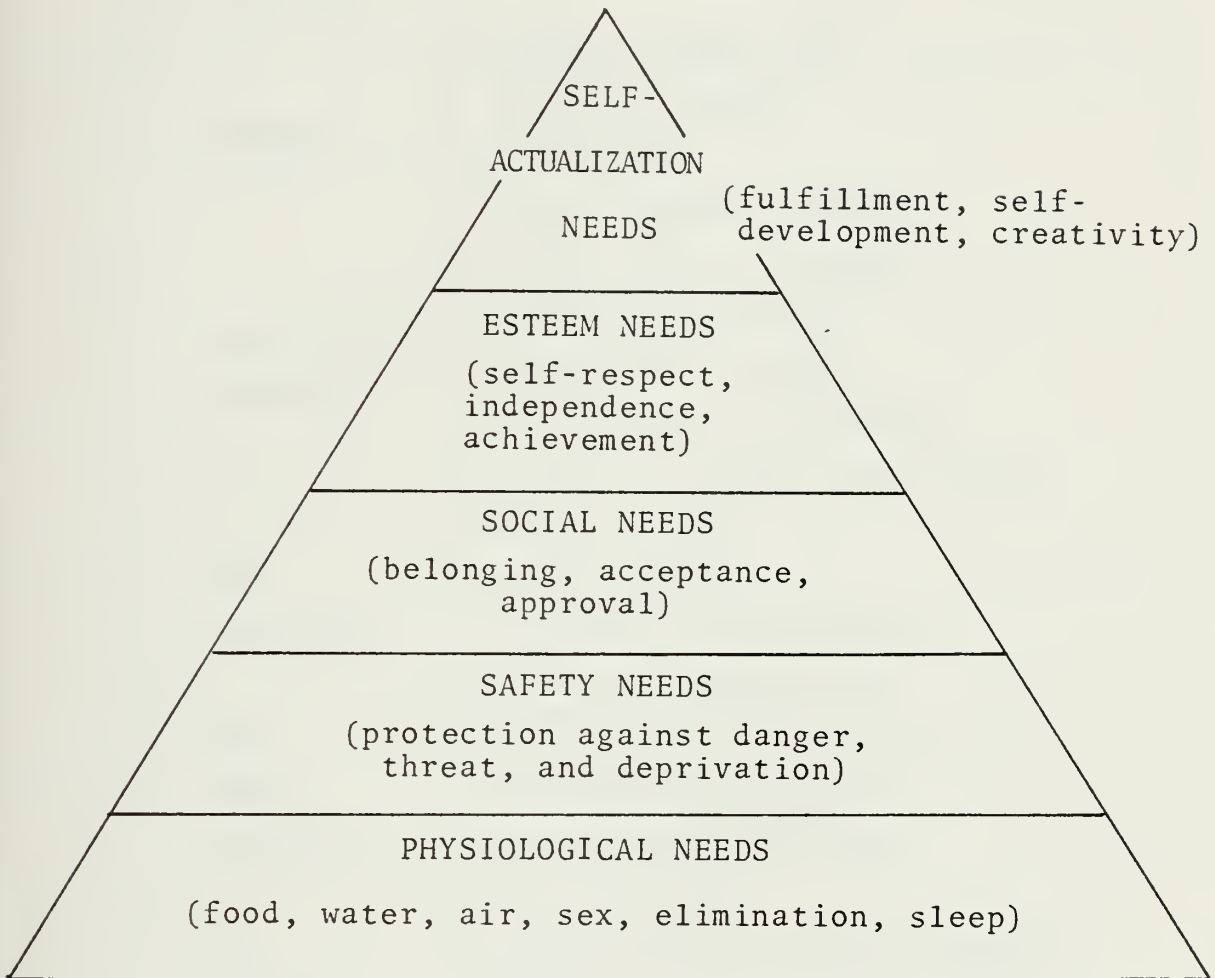 SELF-
ACTUALIZATION
NEEDS
(fulfillment, self-
development, creativity)
ESTEEM NEEDS
(self-respect,
independence,
achievement)
SOCIAL NEEDS
(belonging, acceptance,
approval)
SAFETY NEEDS
(protection against danger,
threat, and deprivation)
PHYSIOLOGICAL NEEDS
(food, water, air, sex, elimination, sleep)